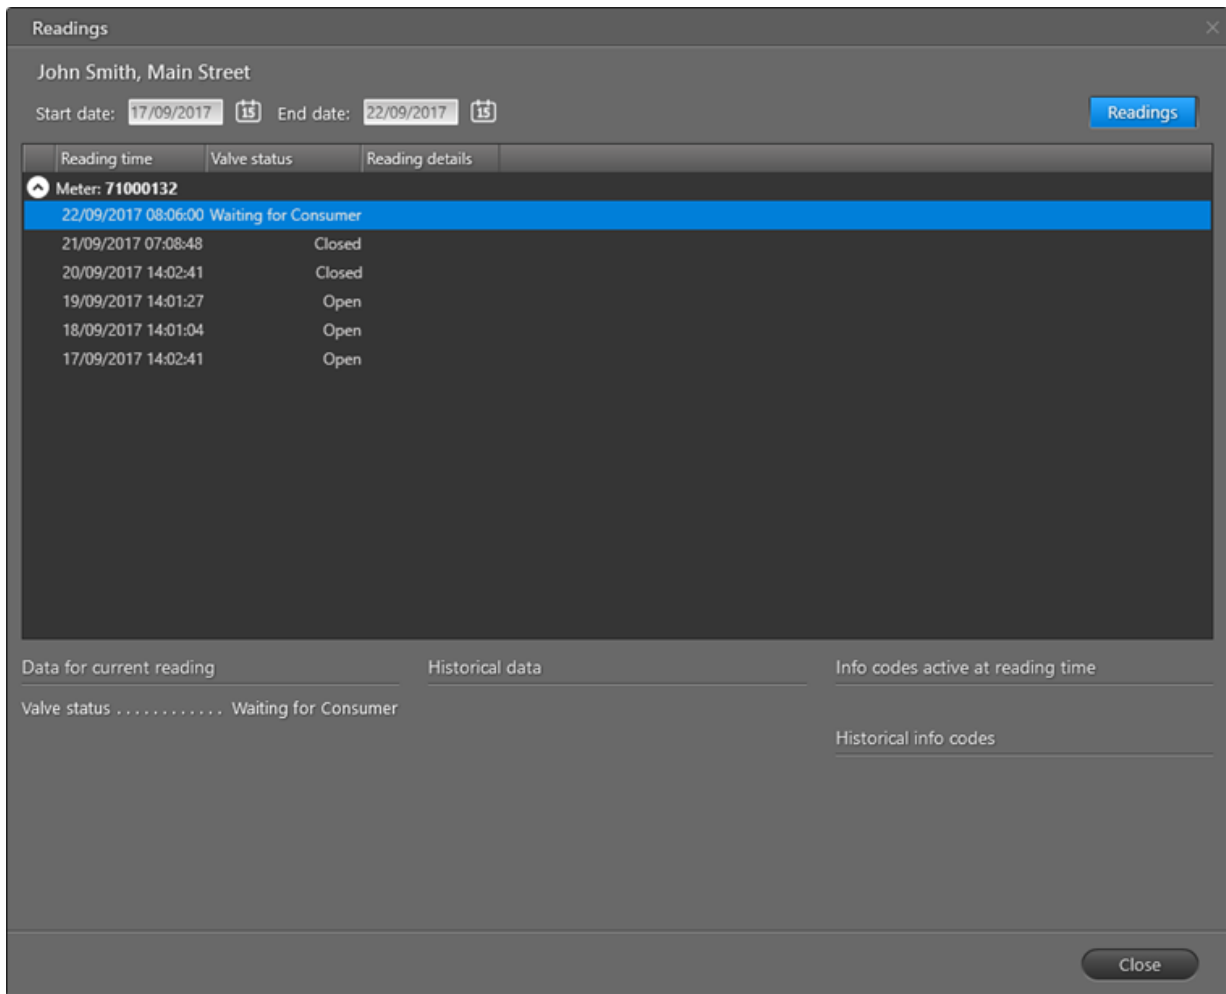 Readings
John Smith, Main Street
Start date: 17/09/2017 15 End date: 22/09/2017 15 Readings
Reading time Valve status Reading details
Meter: 71000132
22/09/2017 08:06:00 Waiting for Consumer
21/09/2017 07:08:48 Closed
20/09/2017 14:02:41 Closed
19/09/2017 14:01:27 Open
18/09/2017 14:01:04 Open
17/09/2017 14:02:41 Open
Data for current reading Historical data Info codes active at reading time
Valve status . . . . . . . . . . . . Waiting for Consumer
Historical info codes
Close